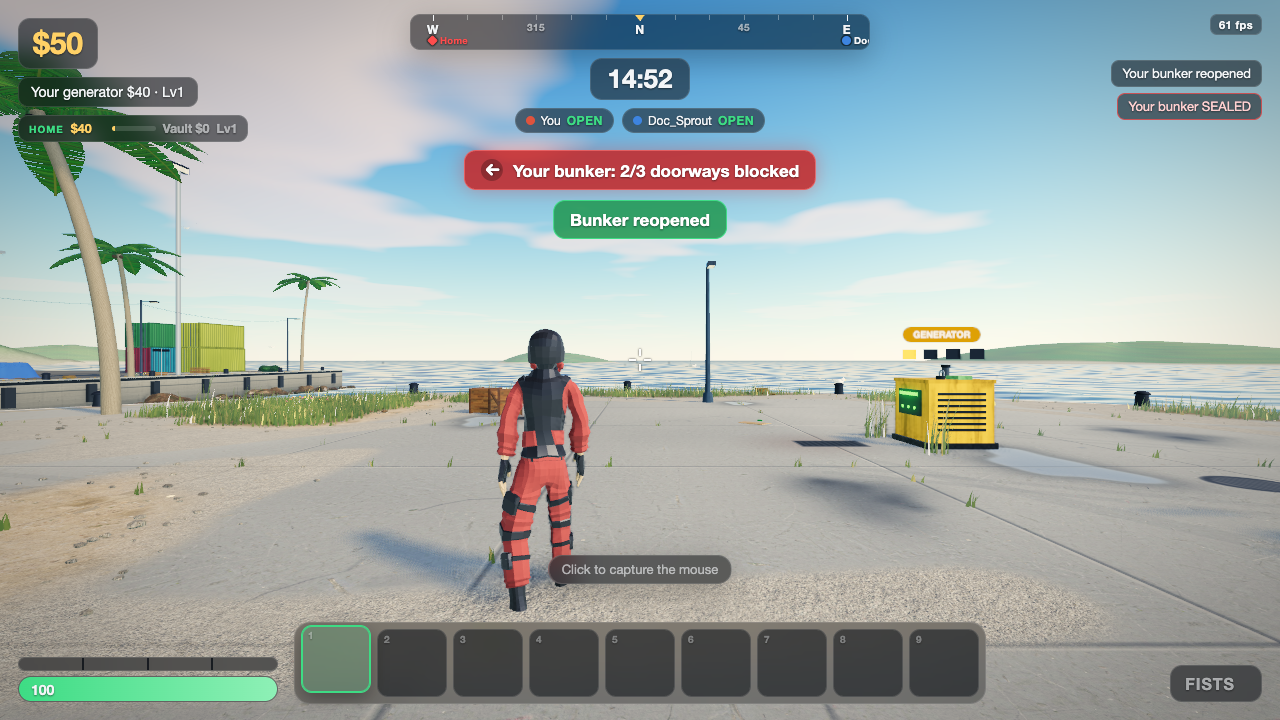 $50
Your generator $40 · Lv1
HOME $40 Vault $0 Lv1
W 315 N 45 E
Home
14:52
You OPEN
Doc_Sprout OPEN
Your bunker: 2/3 doorways blocked
Bunker reopened
61 fps
Your bunker reopened
Your bunker SEALED
GENERATOR
Click to capture the mouse
1 2 3 4 5 6 7 8 9
100
FISTS